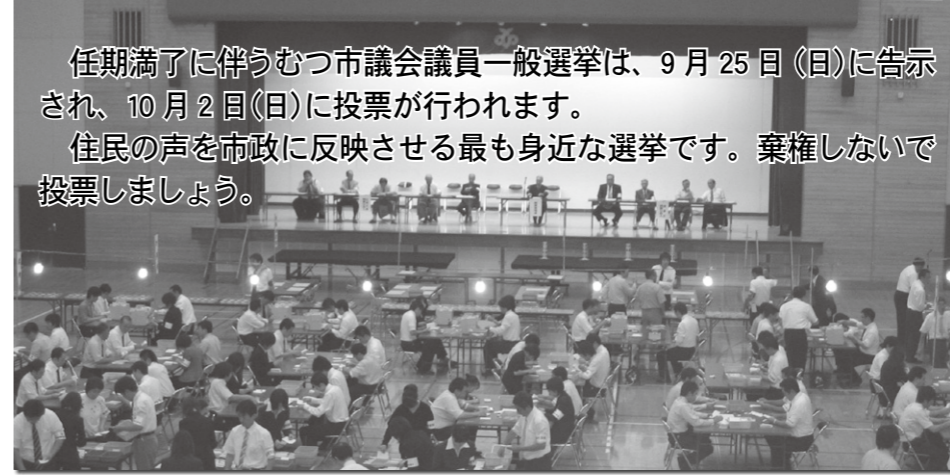 任期満了に伴うむつ市議会議員一般選挙は、9月25日(日)に告示
され、10月2日(日)に投票が行われます。
住民の声を市政に反映させる最も身近な選挙です。棄権しないで
投票しましょう。